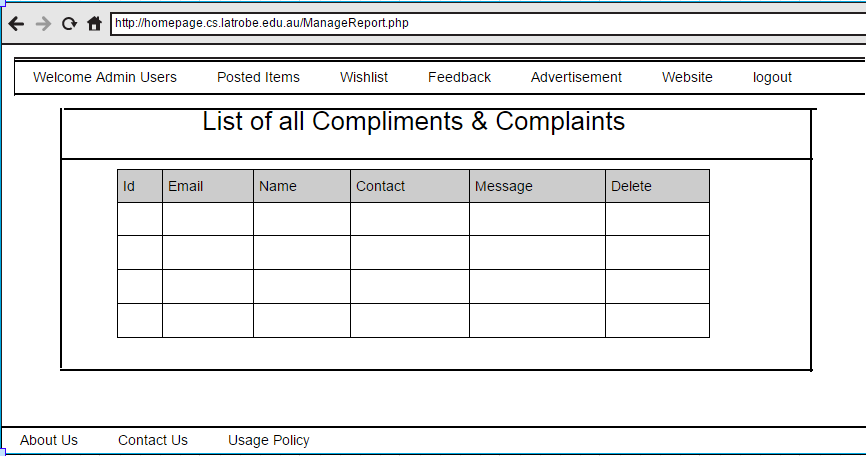 http://homepage.cs.latrobe.edu.au/ManageReport.php
Welcome Admin Users Posted Items Wishlist Feedback Advertisement Website logout
List of all Compliments & Complaints
Id Email Name Contact Message Delete
About Us Contact Us Usage Policy